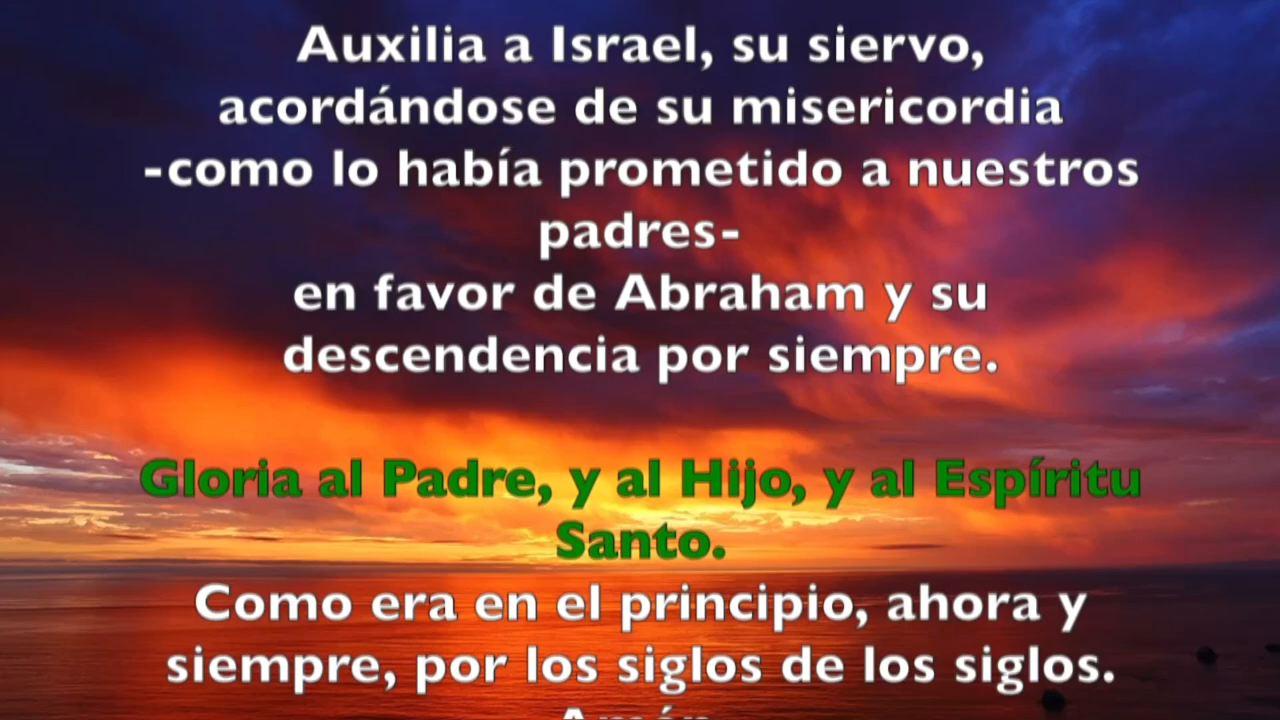 Auxilia a Israel, su siervo,
acordándose de su misericordia
-como lo había prometido a nuestros
padres-
en favor de Abraham y su
descendencia por siempre.
Gloria al Padre, y al Hijo, y al Espíritu
Santo.
Como era en el principio, ahora y
siempre, por los siglos de los siglos.
Amén